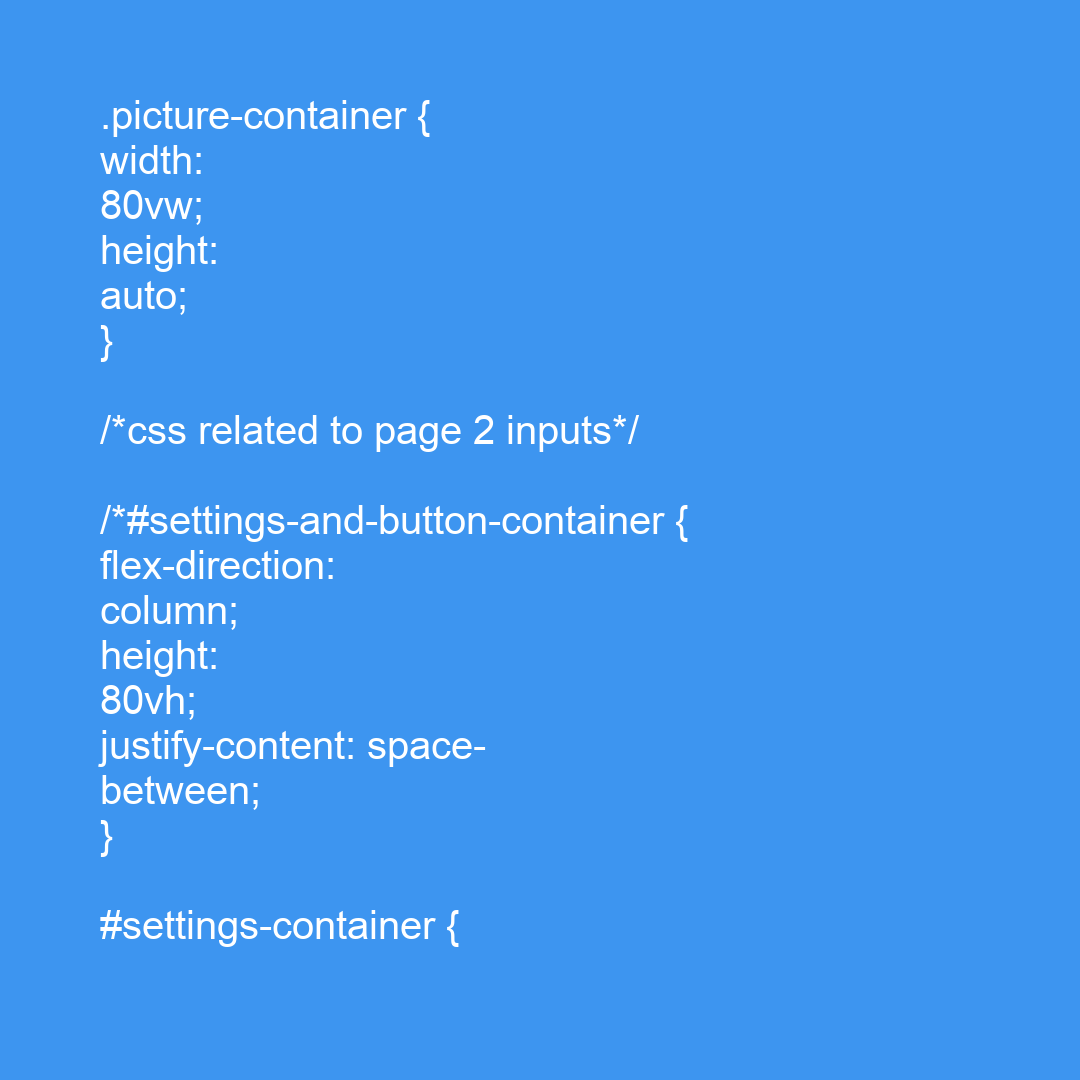 .picture-container {
width:
80vw;
height:
auto;
}

/*css related to page 2 inputs*/

/*#settings-and-button-container {
flex-direction:
column;
height:
80vh;
justify-content: space-
between;
}

#settings-container {